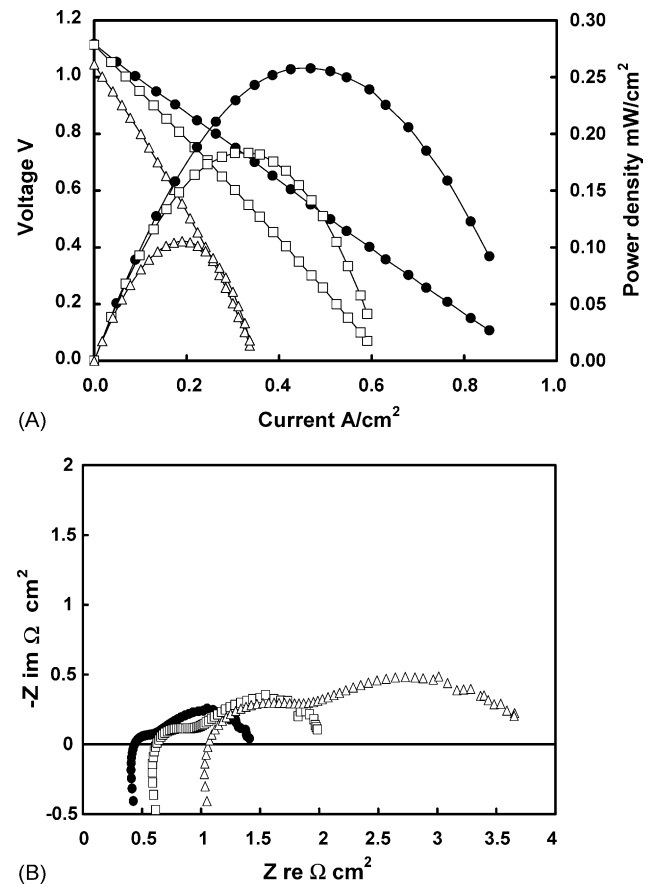 1.2
1.0
0.8
0.6
0.4
0.2
0.0
Voltage V
0.30
0.25
0.20
0.15
0.10
0.05
0.00
Power density mW/cm²
0.0 0.2 0.4 0.6 0.8 1.0
Current A/cm²
(A)
2
1.5
1
0.5
0
-0.5
-Z im Ω cm²
0 0.5 1 1.5 2 2.5 3 3.5 4
Z re Ω cm²
(B)